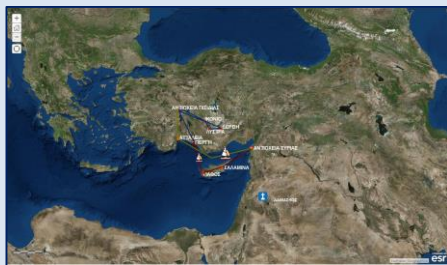 ΑΝΤΙΟΧΕΙΑ ΠΙΣΙΔΙΑΣ
ΙΚΟΝΙΟ
ΔΕΡΒΗ
ΛΥΣΤΡΑ
ΑΤΤΑΛΕΙΑ
ΠΕΡΓΗ
ΑΝΤΙΟΧΕΙΑ ΣΥΡΙΑΣ
ΣΑΛΑΜΙΝΑ
ΠΑΦΟΣ
esri